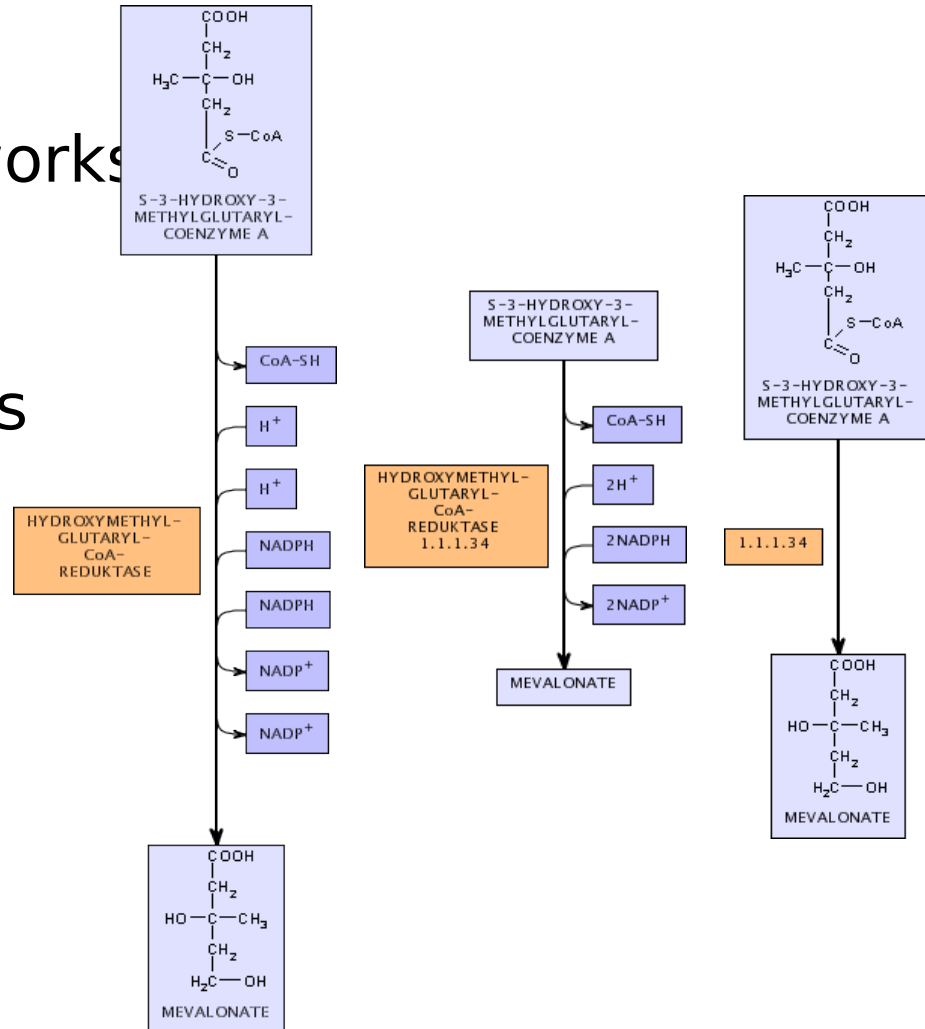 COOH
CH2
H3C—C—OH
CH2
S—CoA
C
O
S-3-HYDROXY-3-
METHYLGLUTARYL-
COENZYME A
CoA-SH
H+
H+
HYDROXYMETHYL-
GLUTARYL-
CoA-
REDUKTASE
NADPH
NADPH
NADP+
NADP+
COOH
CH2
HO—C—CH3
CH2
H2C—OH
MEVALONATE
S-3-HYDROXY-3-
METHYLGLUTARYL-
COENZYME A
CoA-SH
HYDROXYMETHYL-
GLUTARYL-
CoA-
REDUKTASE
1.1.1.34
2H+
2NADPH
2NADP+
MEVALONATE
COOH
CH2
H3C—C—OH
CH2
S—CoA
C
O
S-3-HYDROXY-3-
METHYLGLUTARYL-
COENZYME A
1.1.1.34
COOH
CH2
HO—C—CH3
CH2
H2C—OH
MEVALONATE